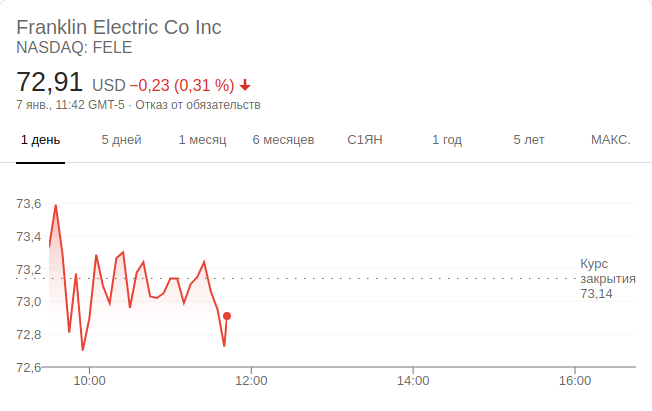 Franklin Electric Co Inc
NASDAQ: FELE
72,91 USD −0,23 (0,31 %)
7 янв., 11:42 GMT-5 · Отказ от обязательств
1 день 5 дней 1 месяц 6 месяцев С1ЯН 1 год 5 лет МАКС.
73,6
73,4
73,2
73,0
72,8
72,6
Курс
закрытия
73,14
10:00 12:00 14:00 16:00